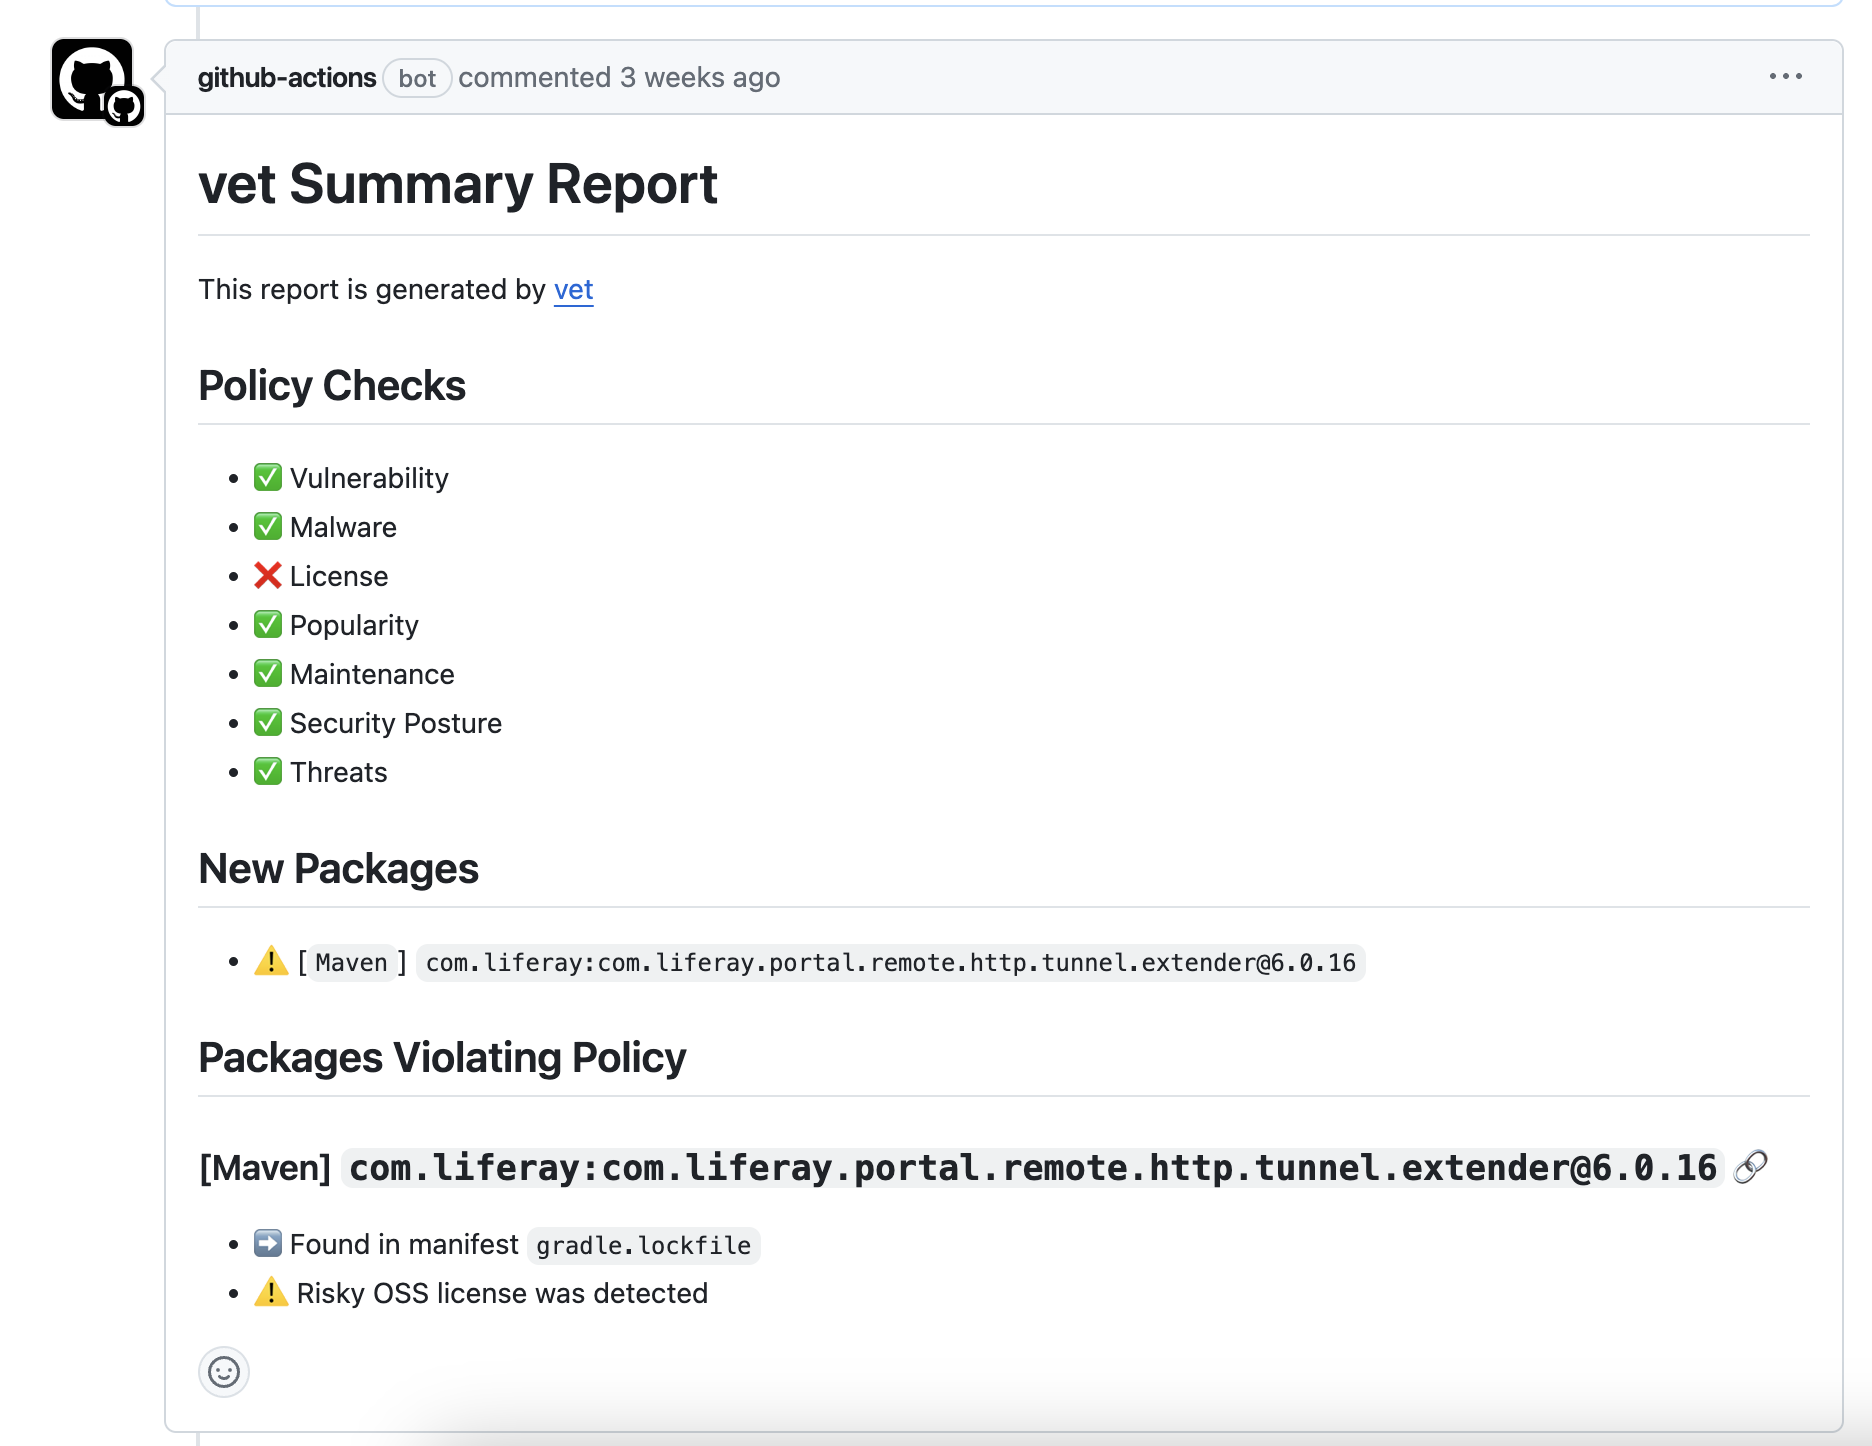 github-actions bot commented 3 weeks ago
vet Summary Report
This report is generated by vet
Policy Checks
• ✅ Vulnerability
• ✅ Malware
• ❌ License
• ✅ Popularity
• ✅ Maintenance
• ✅ Security Posture
• ✅ Threats
New Packages
• ⚠️ [Maven] com.liferay:com.liferay.portal.remote.http.tunnel.extender@6.0.16
Packages Violating Policy
[Maven] com.liferay:com.liferay.portal.remote.http.tunnel.extender@6.0.16 🔗
• ➡️ Found in manifest gradle.lockfile
• ⚠️ Risky OSS license was detected